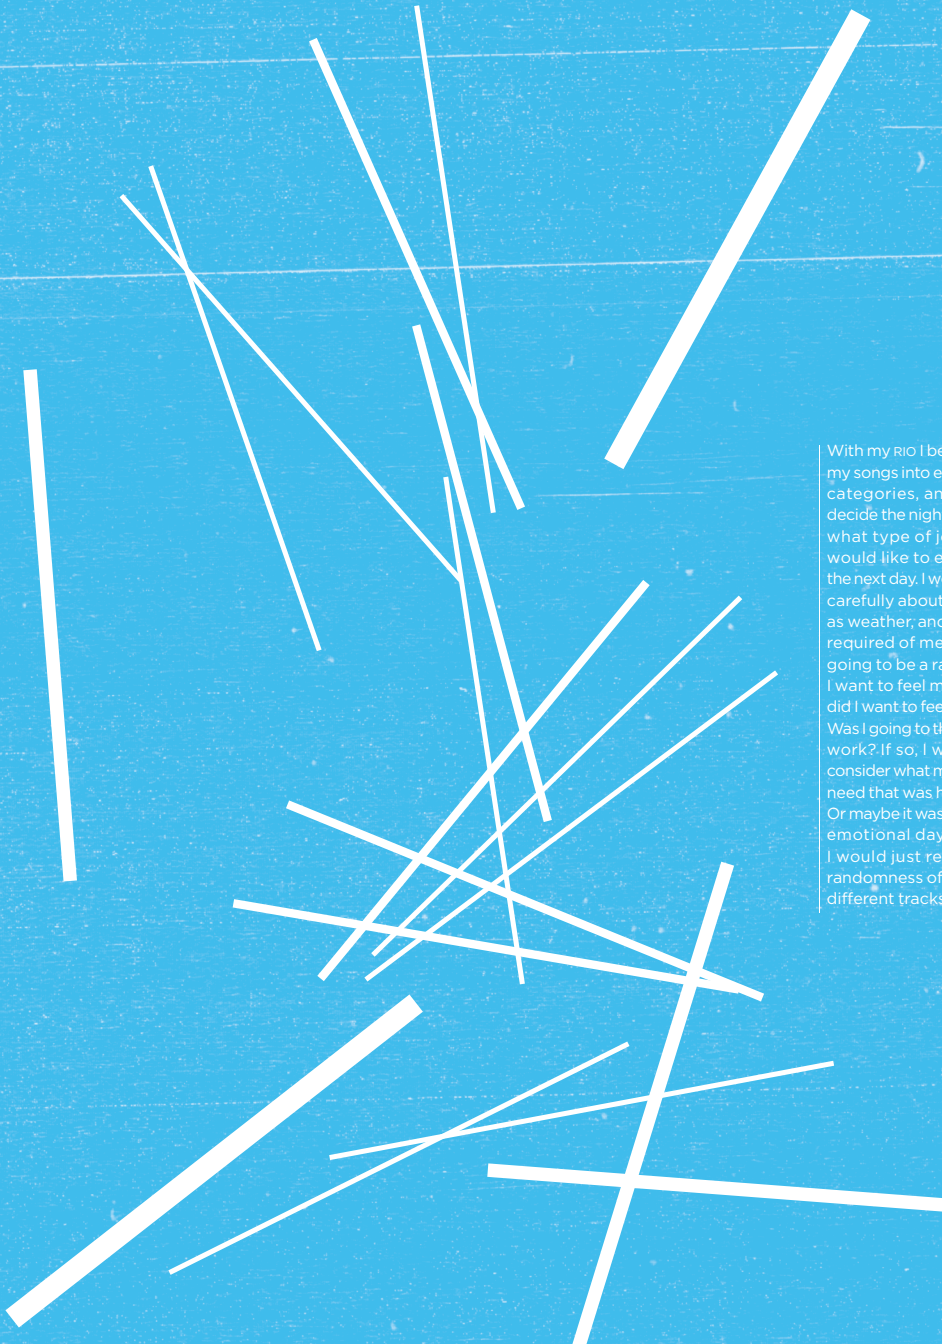 With my RIO I be
my songs into e
categories, an
decide the nigh
what type of j
would like to e
the next day. I w
carefully about
as weather, and
required of me
going to be a ra
I want to feel m
did I want to fee
Was I going to th
work? If so, I w
consider what m
need that was h
Or maybe it was
emotional day
I would just re
randomness of
different tracks